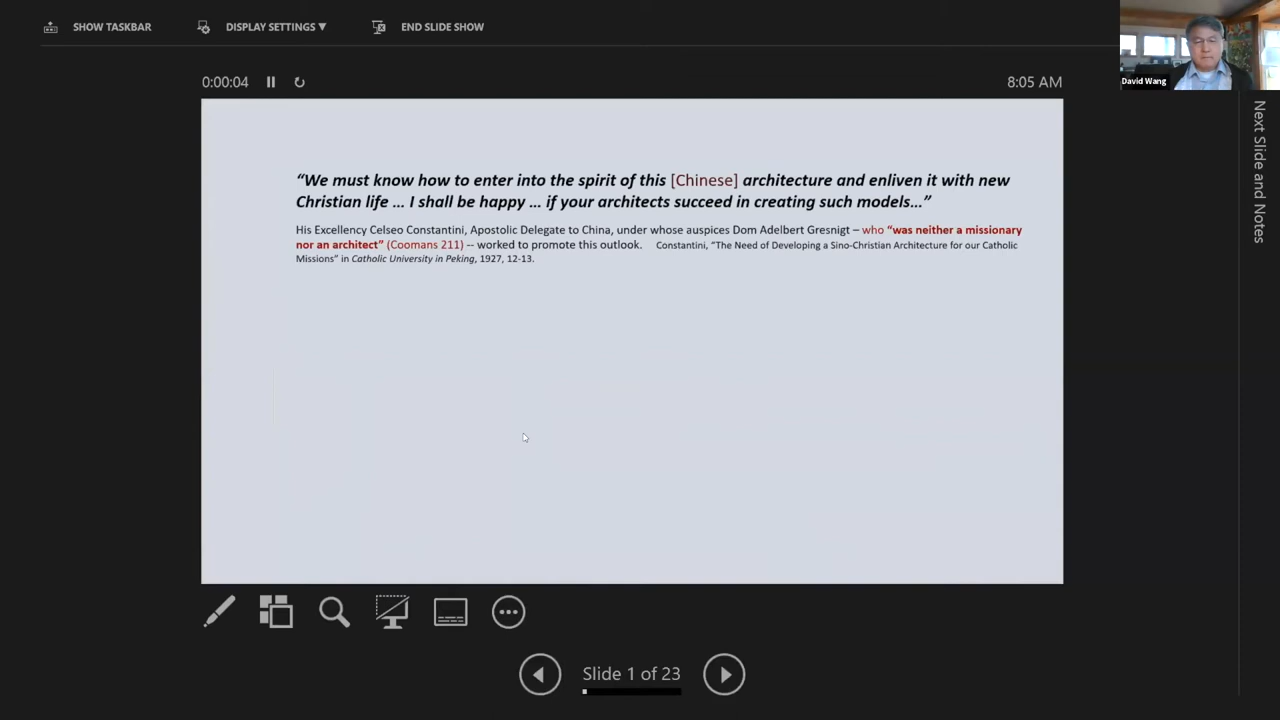 SHOW TASKBAR
DISPLAY SETTINGS ▼
END SLIDE SHOW
David Wang
0:00:04
8:05 AM
“We must know how to enter into the spirit of this [Chinese] architecture and enliven it with new
Christian life … I shall be happy … if your architects succeed in creating such models…”
His Excellency Celseo Constantini, Apostolic Delegate to China, under whose auspices Dom Adelbert Gresnigt – who “was neither a missionary
nor an architect” (Coomans 211) -- worked to promote this outlook. Constantini, “The Need of Developing a Sino-Christian Architecture for our Catholic
Missions” in Catholic University in Peking, 1927, 12-13.
Next Slide and Notes
Slide 1 of 23